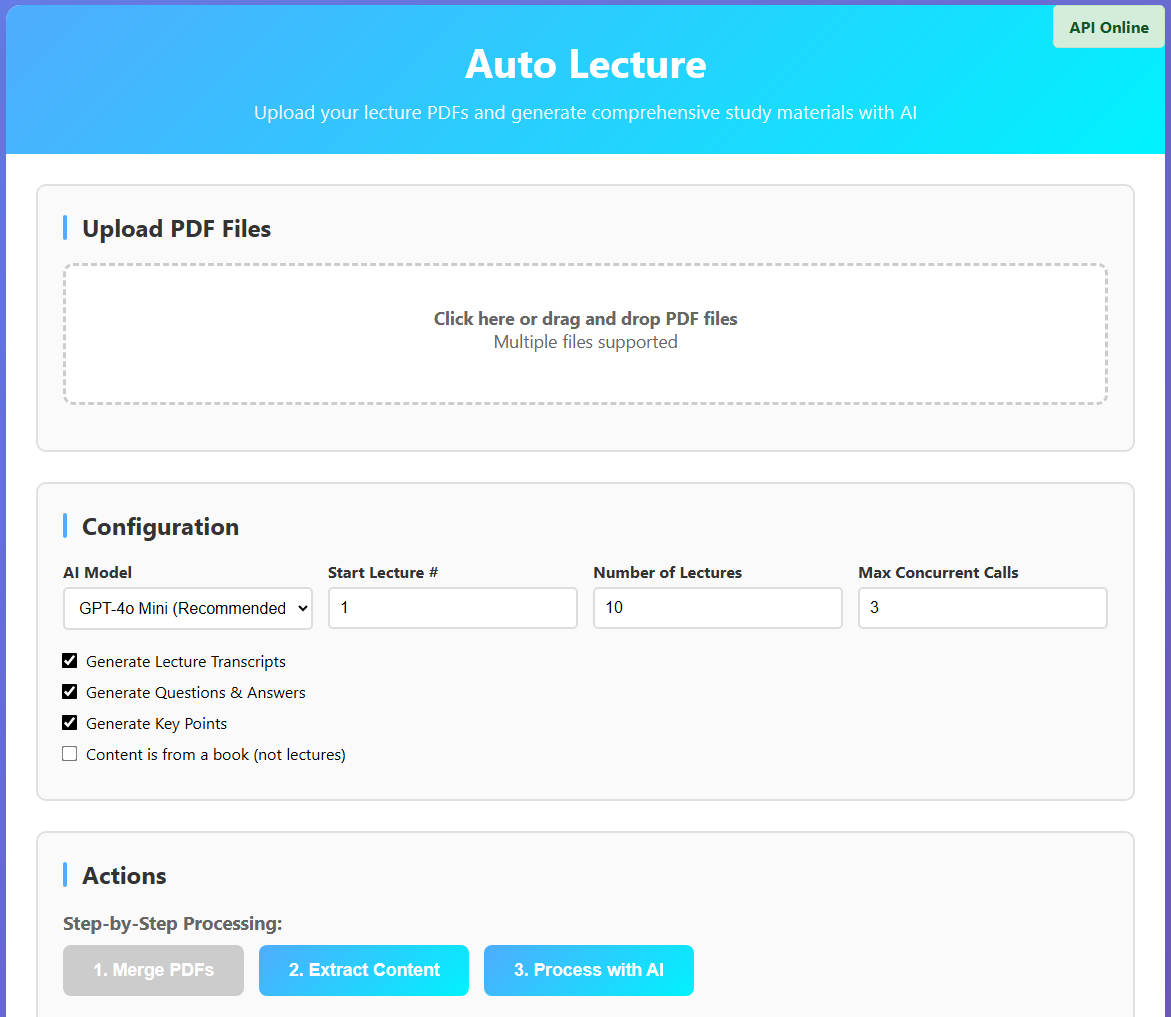 API Online
Auto Lecture
Upload your lecture PDFs and generate comprehensive study materials with AI
Upload PDF Files
Click here or drag and drop PDF files
Multiple files supported
Configuration
AI Model
Start Lecture #
Number of Lectures
Max Concurrent Calls
GPT-4o Mini (Recommended
1
10
3
Generate Lecture Transcripts
Generate Questions & Answers
Generate Key Points
Content is from a book (not lectures)
Actions
Step-by-Step Processing:
1. Merge PDFs
2. Extract Content
3. Process with AI